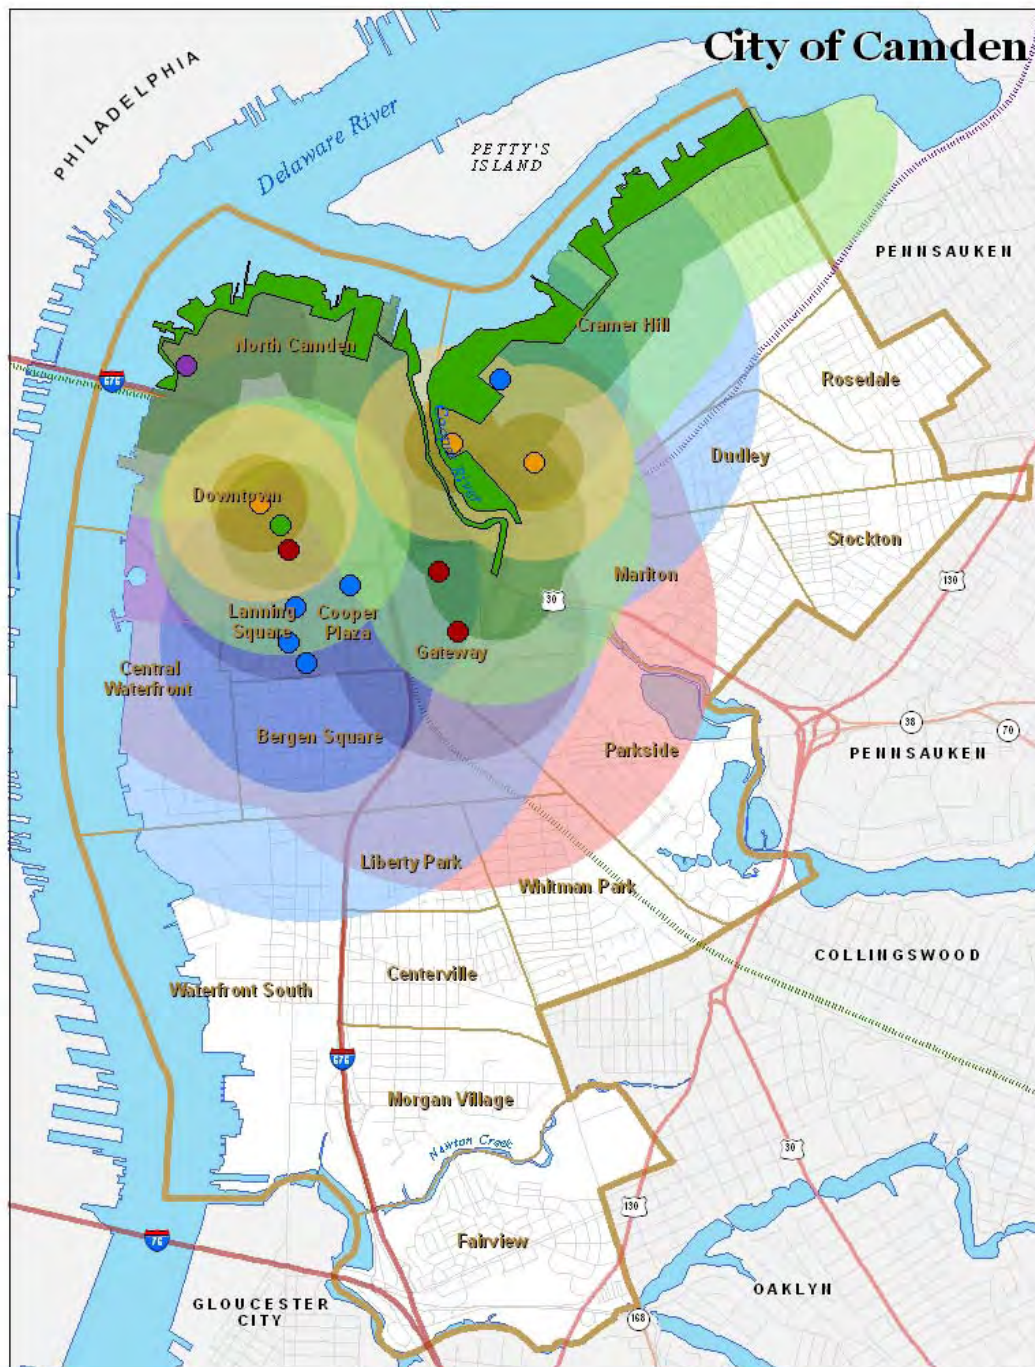 City of Camden
PHILADELPHIA
Delaware River
PETTY'S
ISLAND
PENNSAUKEN
Cramer Hill
North Camden
676
Rosedale
Dudley
Downtown
River
Stockton
Marlton
130
30
Lanning
Square
Cooper
Plaza
Gateway
Central
Waterfront
38
70
Bergen Square
Parkside
PENNSAUKEN
Liberty Park
Whitman Park
COLLINGSWOOD
Centerville
Waterfront South
676
Morgan Village
Newton Creek
30
130
76
Fairview
OAKLYN
GLOUCESTER
CITY
168